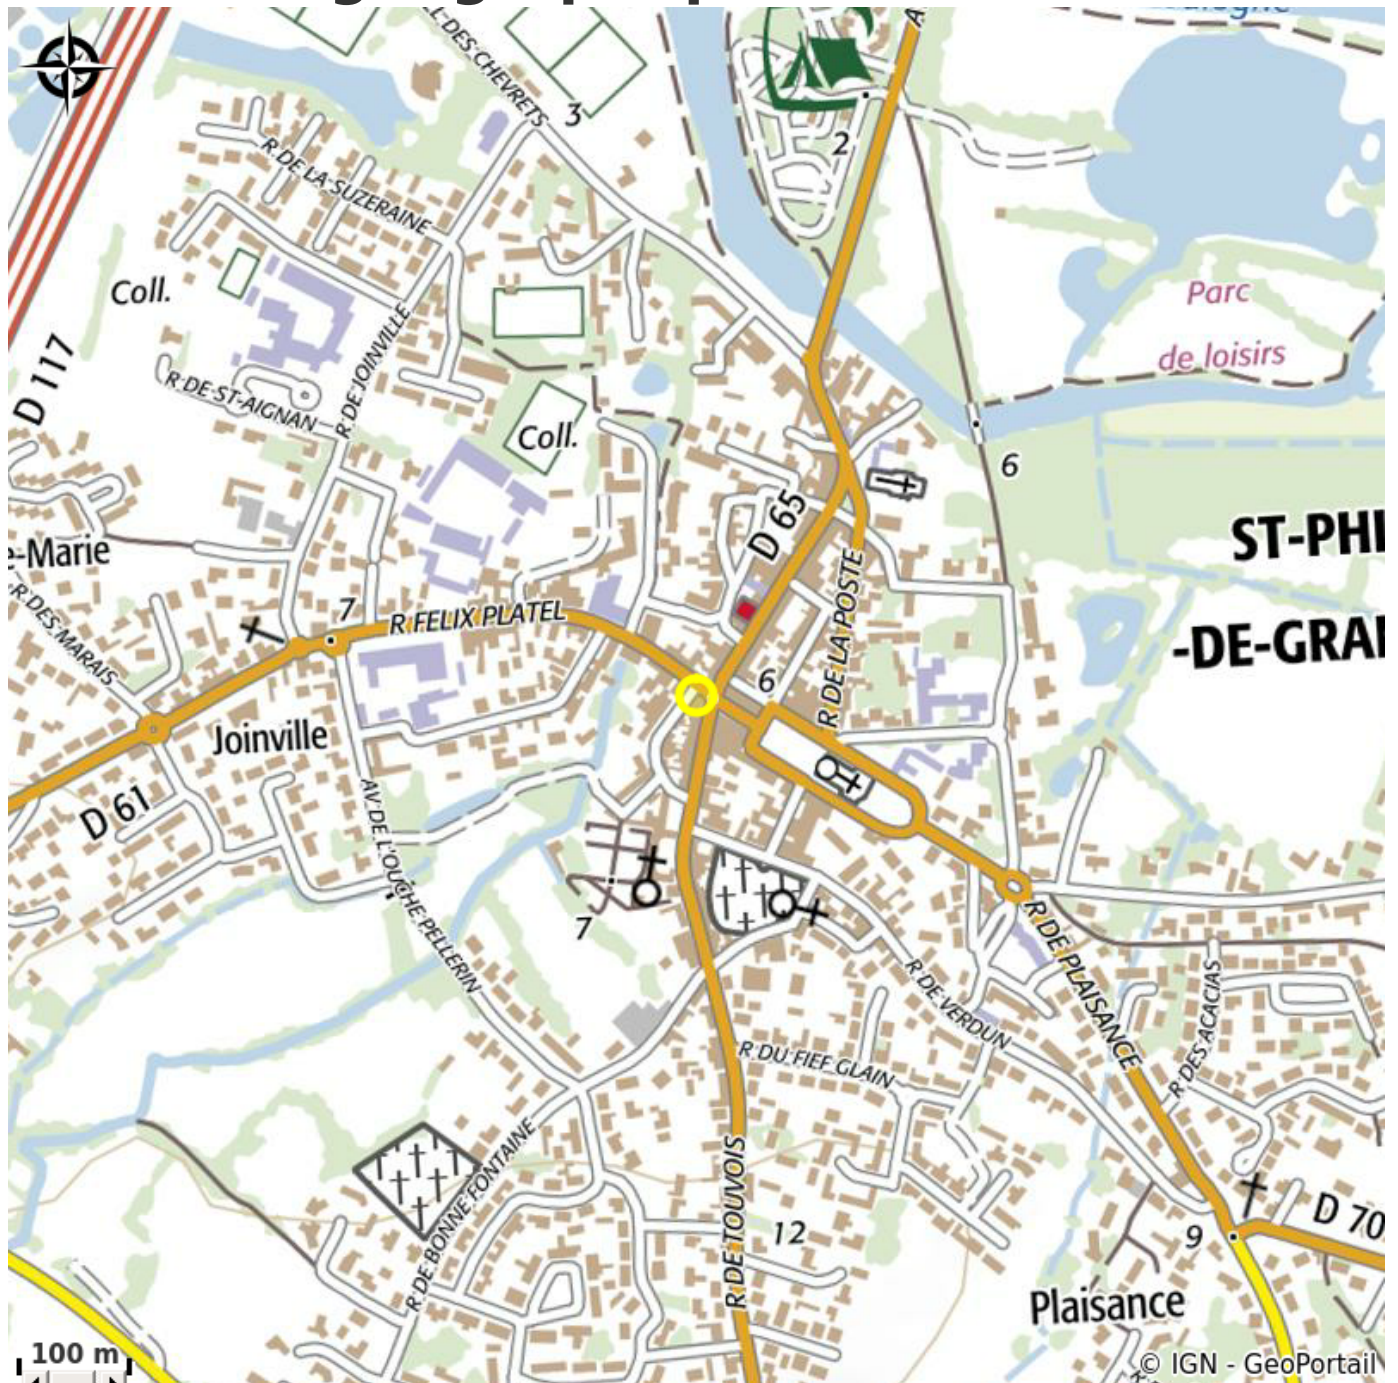 R DES CHEVRETS
3
2
R DE LA SUZERAINE
Coll.
Parc
de loisirs
R DE JOINVILLE
D 117
R DE ST-AIGNAN
Coll.
6
D 65
ST-PHI
-DE-GRAI
e-Marie
R DES MARAIS
7
R FELIX PLATEL
R DE LA POSTE
6
Joinville
D 61
AV DE L'OUCHE PELLERIN
7
R DE PLAISANCE
R DE VERDUN
R DES ACACIAS
R DU FIEF GLAIN
R DE BONNE FONTAINE
R DE TOUVOIS
12
9
D 70
Plaisance
100 m
© IGN - GeoPortail